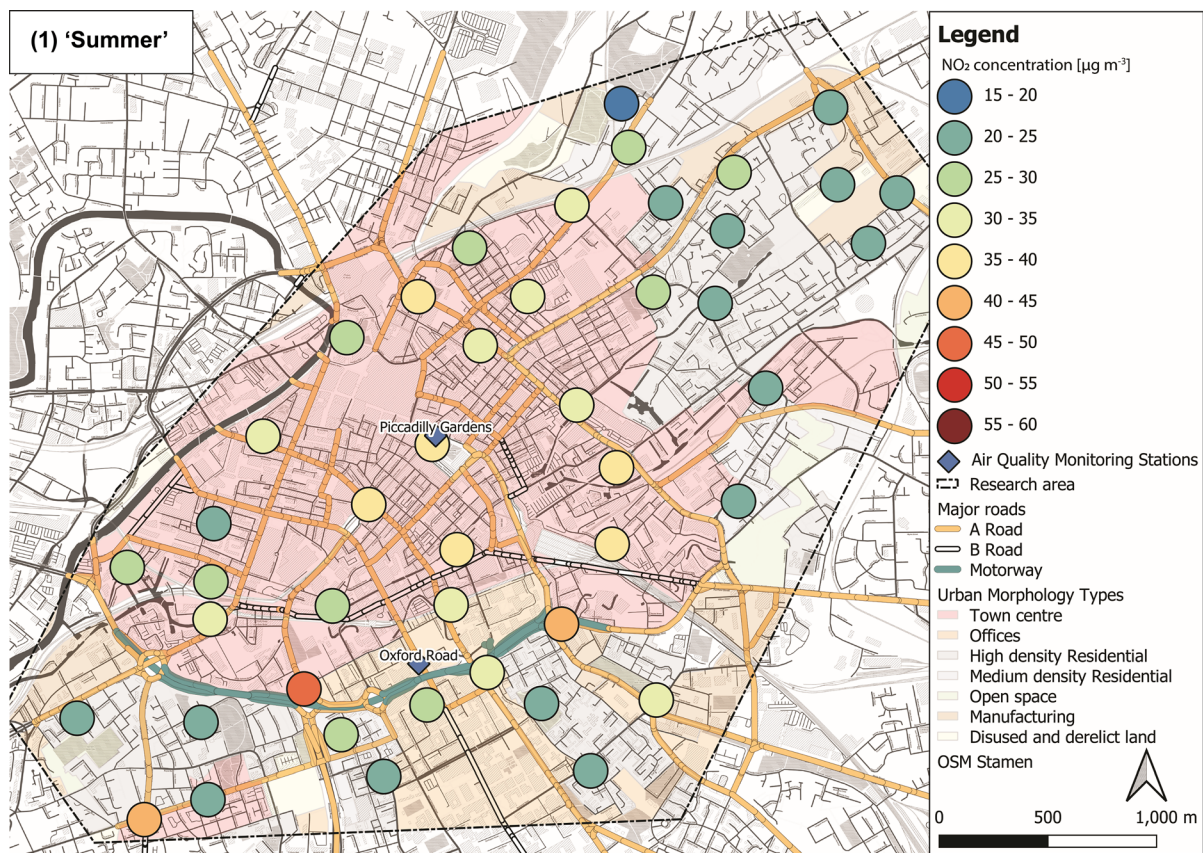 (1) ‘Summer’
Piccadilly Gardens
Oxford Road
Legend
NO₂ concentration [µg m⁻³]
15 - 20
20 - 25
25 - 30
30 - 35
35 - 40
40 - 45
45 - 50
50 - 55
55 - 60
Air Quality Monitoring Stations
Research area
Major roads
A Road
B Road
Motorway
Urban Morphology Types
Town centre
Offices
High density Residential
Medium density Residential
Open space
Manufacturing
Disused and derelict land
OSM Stamen
0 500 1,000 m